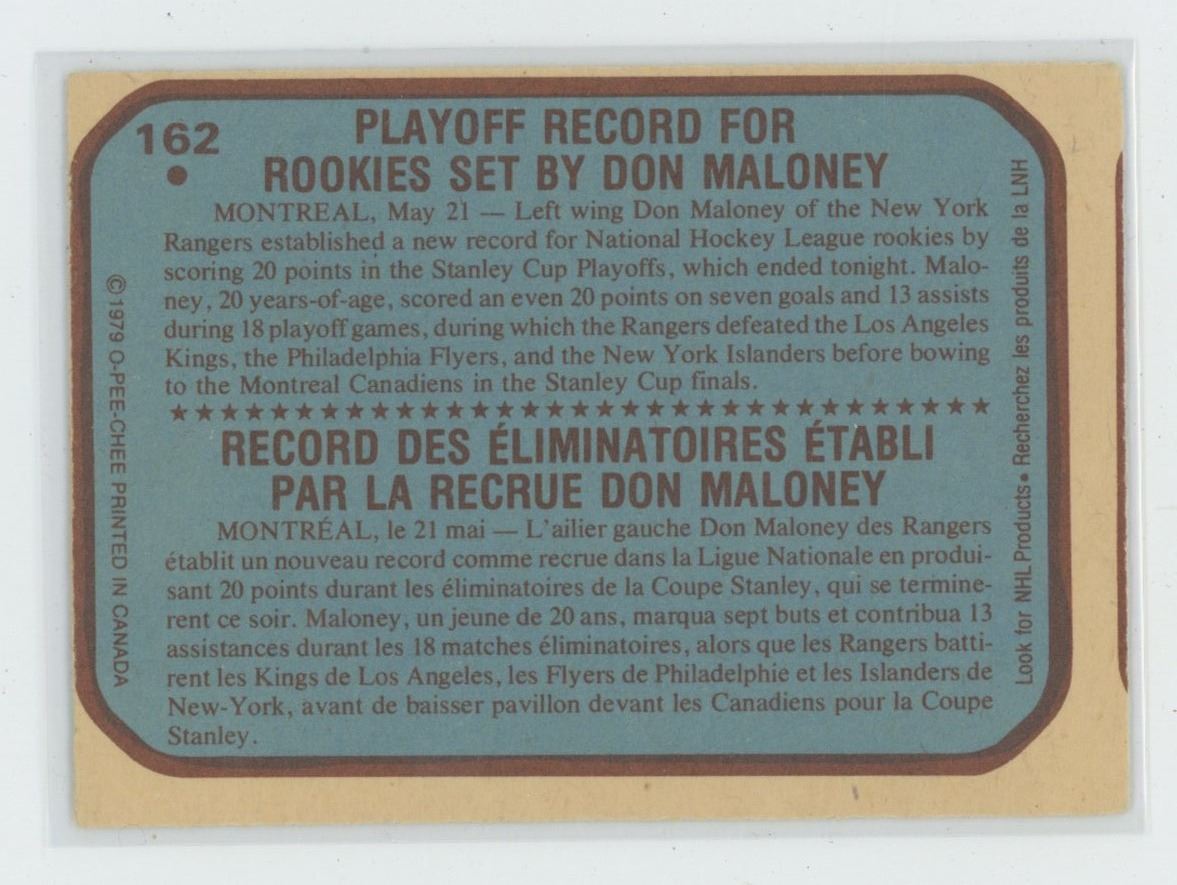 162
PLAYOFF RECORD FOR
ROOKIES SET BY DON MALONEY
MONTREAL, May 21 — Left wing Don Maloney of the New York
Rangers established a new record for National Hockey League rookies by
scoring 20 points in the Stanley Cup Playoffs, which ended tonight. Malo-
ney, 20 years-of-age, scored an even 20 points on seven goals and 13 assists
during 18 playoff games, during which the Rangers defeated the Los Angeles
Kings, the Philadelphia Flyers, and the New York Islanders before bowing
to the Montreal Canadiens in the Stanley Cup finals.
RECORD DES ÉLIMINATOIRES ÉTABLI
PAR LA RECRUE DON MALONEY
MONTRÉAL, le 21 mai — L'ailier gauche Don Maloney des Rangers
établit un nouveau record comme recrue dans la Ligue Nationale en produi-
sant 20 points durant les éliminatoires de la Coupe Stanley, qui se termine-
rent ce soir. Maloney, un jeune de 20 ans, marqua sept buts et contribua 13
assistances durant les 18 matches éliminatoires, alors que les Rangers batti-
rent les Kings de Los Angeles, les Flyers de Philadelphie et les Islanders de
New-York, avant de baisser pavillon devant les Canadiens pour la Coupe
Stanley.
© 1979 O-PEE-CHEE PRINTED IN CANADA
Look for NHL Products • Recherchez les produits de la LNH